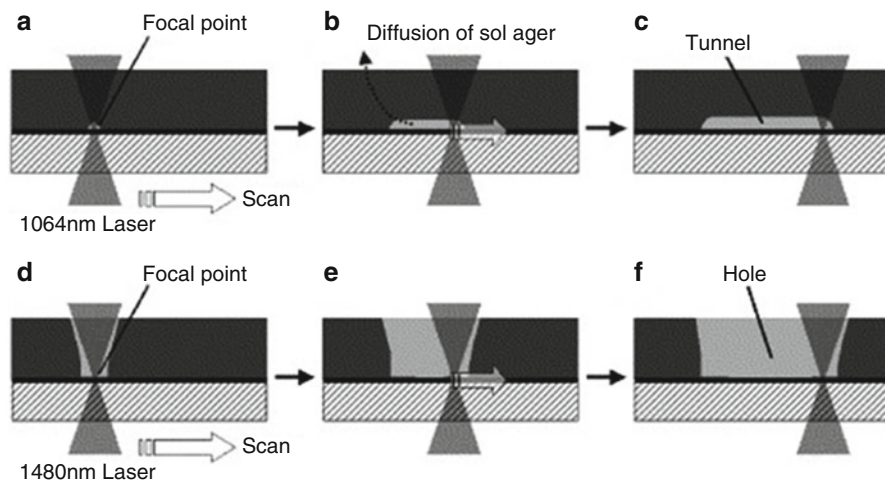 a
Focal point
b
Diffusion of sol ager
c
Tunnel
Scan
1064nm Laser
d
Focal point
e
f
Hole
Scan
1480nm Laser